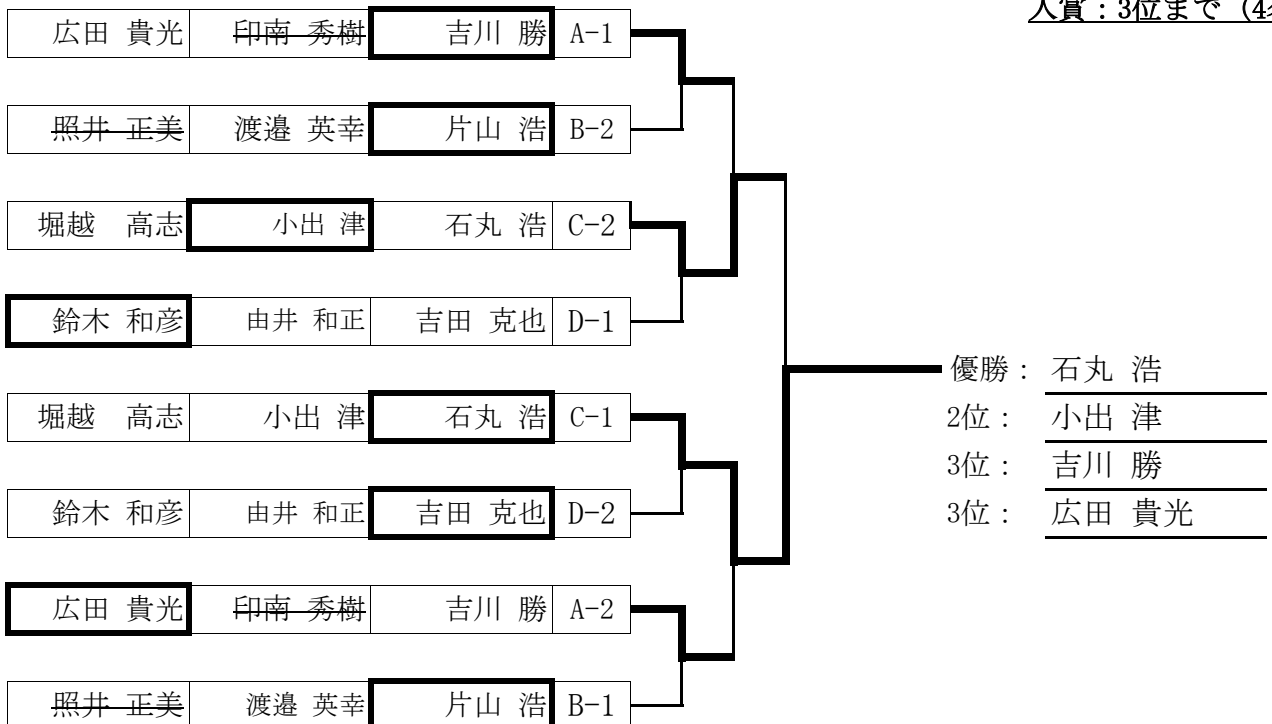 入賞：3位まで（4名
広田 貴光 印南 秀樹 吉川 勝 A-1
照井 正美 渡邉 英幸 片山 浩 B-2
堀越 高志 小出 津 石丸 浩 C-2
鈴木 和彦 由井 和正 吉田 克也 D-1
優勝： 石丸 浩
堀越 高志 小出 津 石丸 浩 C-1
2位： 小出 津
3位： 吉川 勝
鈴木 和彦 由井 和正 吉田 克也 D-2
3位： 広田 貴光
広田 貴光 印南 秀樹 吉川 勝 A-2
照井 正美 渡邉 英幸 片山 浩 B-1